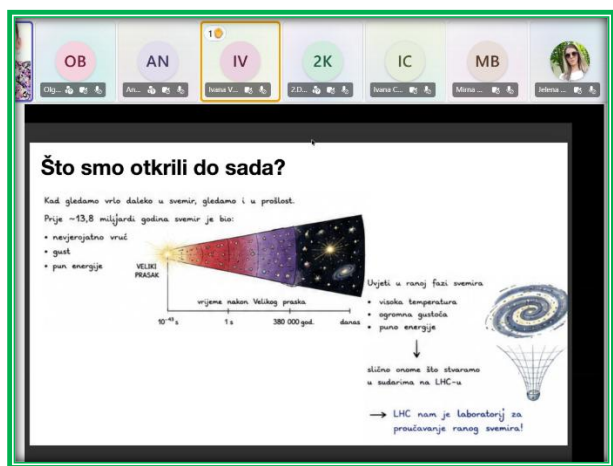 1
OB
AN
IV
2K
IC
MB
Olg...
An...
Ivana V...
2.D...
Ivana C...
Mirna ...
Jelena ...
Što smo otkrili do sada?
Kad gledamo vrlo daleko u svemir, gledamo i u prošlost.
Prije ~13,8 milijardi godina svemir je bio:
• nevjerojatno vruć
• gust
• pun energije
VELIKI
PRASAK
vrijeme nakon Velikog praska
10⁻⁴³ s
1 s
380 000 god.
danas
Uvjeti u ranoj fazi svemira
• visoka temperatura
• ogromna gustoća
• puno energije
slično onome što stvaramo
u sudarima na LHC-u
→ LHC nam je laboratorij za
proučavanje ranog svemira!